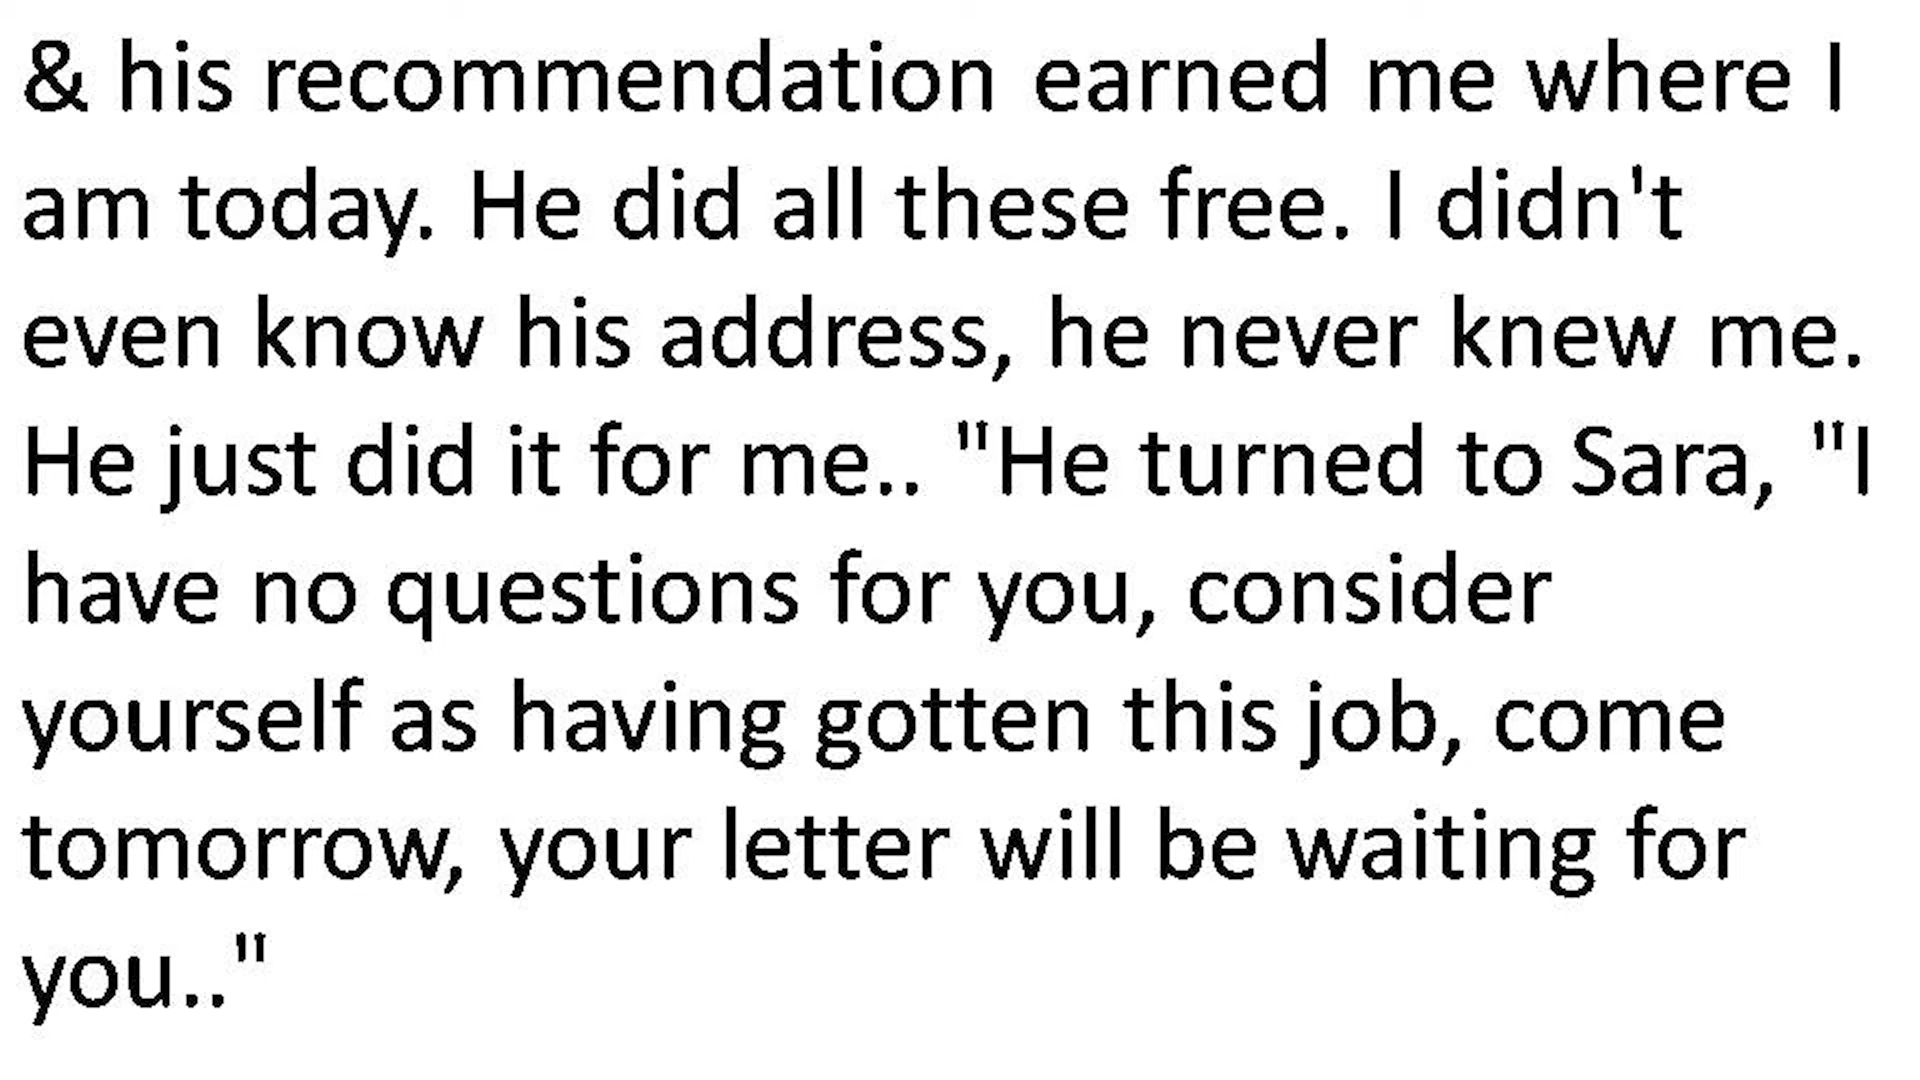 & his recommendation earned me where I
am today. He did all these free. I didn't
even know his address, he never knew me.
He just did it for me.. "He turned to Sara, "I
have no questions for you, consider
yourself as having gotten this job, come
tomorrow, your letter will be waiting for
you.."